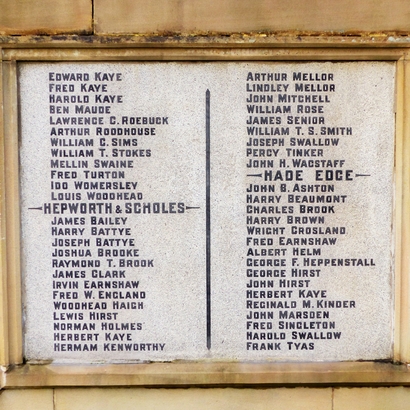 EDWARD KAYE
FRED KAYE
HAROLD KAYE
BEN MAUDE
LAWRENCE C. ROEBUCK
ARTHUR ROODHOUSE
WILLIAM G. SIMS
WILLIAM T. STOKES
MELLIN SWAINE
FRED TURTON
IDO WOMERSLEY
LOUIS WOODHEAD
HEPWORTH & SCHOLES
JAMES BAILEY
HARRY BATTYE
JOSEPH BATTYE
JOSHUA BROOKE
RAYMOND T. BROOK
JAMES CLARK
IRVIN EARNSHAW
FRED W. ENGLAND
WOODHEAD HAIGH
LEWIS HIRST
NORMAN HOLMES
HERBERT KAYE
HERMAN KENWORTHY
ARTHUR MELLOR
LINDLEY MELLOR
JOHN MITCHELL
WILLIAM ROSE
JAMES SENIOR
WILLIAM T. S. SMITH
JOSEPH SWALLOW
PERCY TINKER
JOHN H. WAGSTAFF
HADE EDGE
JOHN G. ASHTON
HARRY BEAUMONT
CHARLES BROOK
HARRY BROWN
WRIGHT CROSLAND
FRED EARNSHAW
ALBERT HELM
GEORGE F. HEPPENSTALL
GEORGE HIRST
JOHN HIRST
HERBERT KAYE
REGINALD M. KINDER
JOHN MARSDEN
FRED SINGLETON
HAROLD SWALLOW
FRANK TYAS